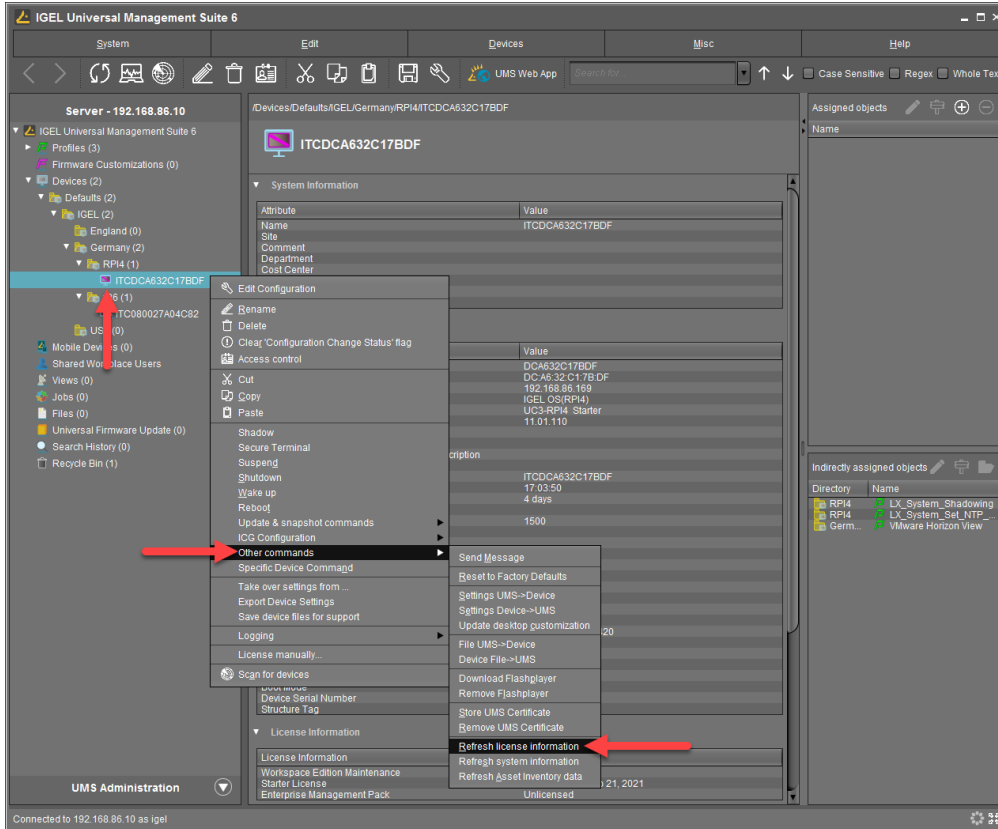 IGEL Universal Management Suite 6
System Edit Devices Misc Help
UMS Web App Search for... Case Sensitive Regex Whole Tex
Server - 192.168.86.10
IGEL Universal Management Suite 6
Profiles (3)
Firmware Customizations (0)
Devices (2)
Defaults (2)
IGEL (2)
England (0)
Germany (2)
RPI4 (1)
ITCDCA632C17BDF
(1)
TC080027A04C82
(0)
Mobile Devices (0)
Shared Workplace Users
Views (0)
Jobs (0)
Files (0)
Universal Firmware Update (0)
Search History (0)
Recycle Bin (1)
UMS Administration
/Devices/Defaults/IGEL/Germany/RPI4/ITCDCA632C17BDF
ITCDCA632C17BDF
System Information
Attribute Value
Name ITCDCA632C17BDF
Site
Comment
Department
Cost Center
Value
DCA632C17BDF
DC:A6:32:C1:7B:DF
192.168.86.169
IGEL OS(RPI4)
UC3-RPI4 Starter
11.01.110
cription
ITCDCA632C17BDF
17:03:50
4 days
1500
20
Boot Mode
Device Serial Number
Structure Tag
License Information
License Information
Workspace Edition Maintenance
Starter License 21, 2021
Enterprise Management Pack Unlicensed
Edit Configuration
Rename
Delete
Clear 'Configuration Change Status' flag
Access control
Cut
Copy
Paste
Shadow
Secure Terminal
Suspend
Shutdown
Wake up
Reboot
Update & snapshot commands
ICG Configuration
Other commands
Specific Device Command
Take over settings from ...
Export Device Settings
Save device files for support
Logging
License manually...
Scan for devices
Send Message
Reset to Factory Defaults
Settings UMS->Device
Settings Device->UMS
Update desktop customization
File UMS->Device
Device File->UMS
Download Flashplayer
Remove Flashplayer
Store UMS Certificate
Remove UMS Certificate
Refresh license information
Refresh system information
Refresh Asset Inventory data
Assigned objects
Name
Indirectly assigned objects
Directory Name
RPI4 LX_System_Shadowing
RPI4 LX_System_Set_NTP_...
Germ... VMware Horizon View
Connected to 192.168.86.10 as igel